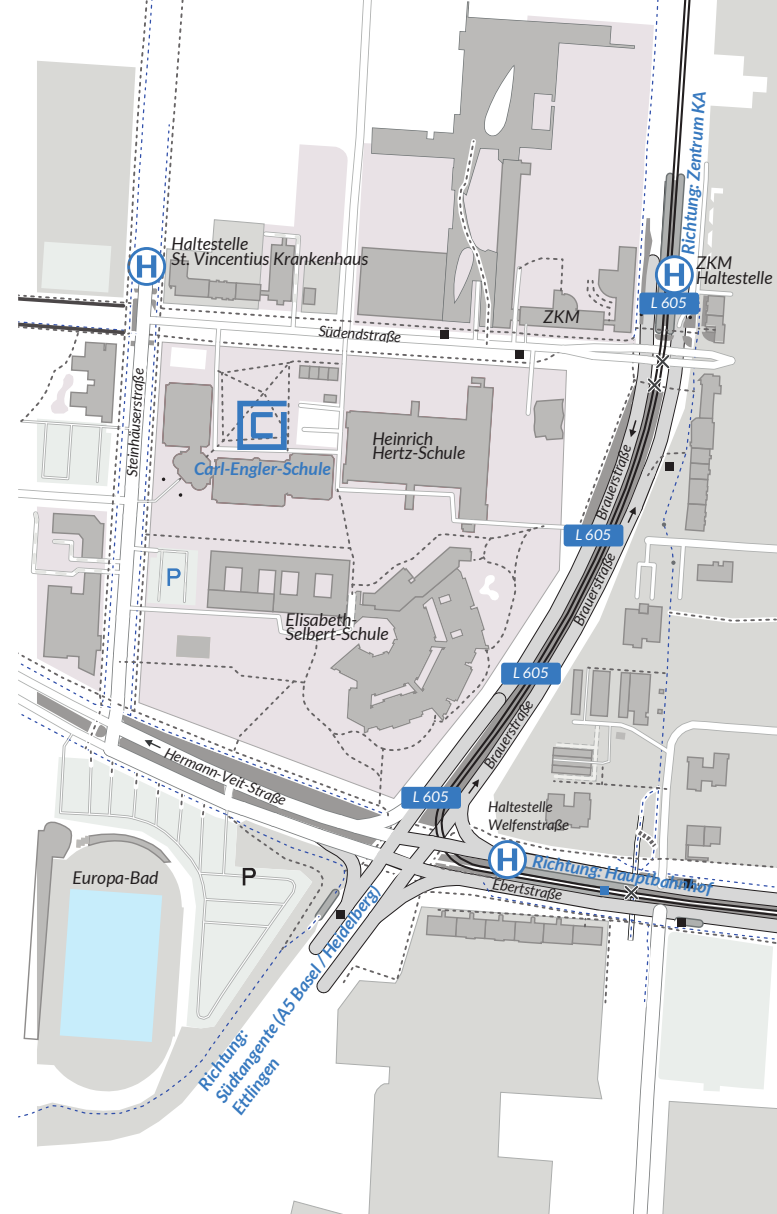 Richtung: Zentrum KA
Haltestelle
St. Vincentius Krankenhaus
H
H
ZKM
Haltestelle
L 605
ZKM
Südendstraße
Steinhäuserstraße
Heinrich
Hertz-Schule
Carl-Engler-Schule
Brauerstraße
L 605
Brauerstraße
P
Elisabeth-
Selbert-Schule
L 605
Brauerstraße
Hermann-Veit-Straße
L 605
Haltestelle
Welfenstraße
H
Richtung: Hauptbahnhof
Ebertstraße
Europa-Bad
P
Richtung:
Südtangente (A5 Basel / Heidelberg)
Ettlingen